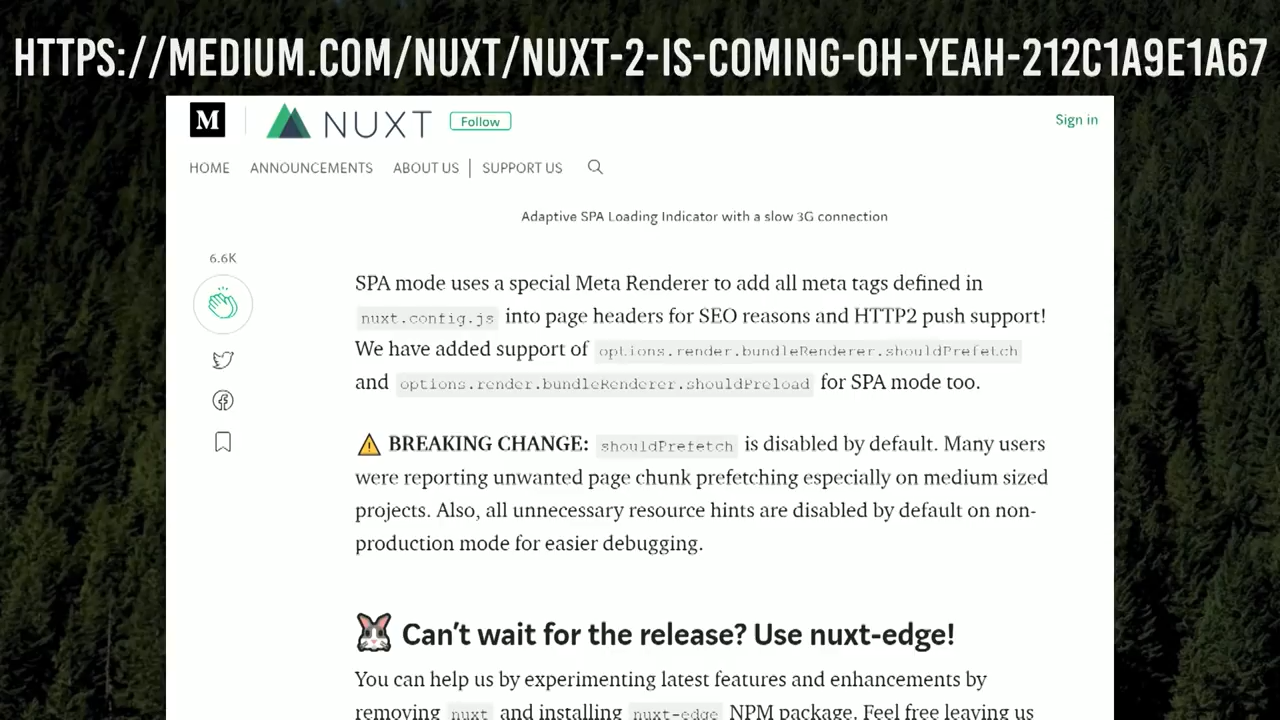 HTTPS://MEDIUM.COM/NUXT/NUXT-2-IS-COMING-OH-YEAH-212C1A9E1A67
M NUXT Follow Sign in
HOME ANNOUNCEMENTS ABOUT US SUPPORT US
Adaptive SPA Loading Indicator with a slow 3G connection
6.6K
SPA mode uses a special Meta Renderer to add all meta tags defined in
nuxt.config.js into page headers for SEO reasons and HTTP2 push support!
We have added support of options.render.bundleRenderer.shouldPrefetch
and options.render.bundleRenderer.shouldPreload for SPA mode too.
⚠️ BREAKING CHANGE: shouldPrefetch is disabled by default. Many users
were reporting unwanted page chunk prefetching especially on medium sized
projects. Also, all unnecessary resource hints are disabled by default on non-
production mode for easier debugging.
🐰 Can't wait for the release? Use nuxt-edge!
You can help us by experimenting latest features and enhancements by
removing nuxt and installing nuxt-edge NPM package. Feel free leaving us